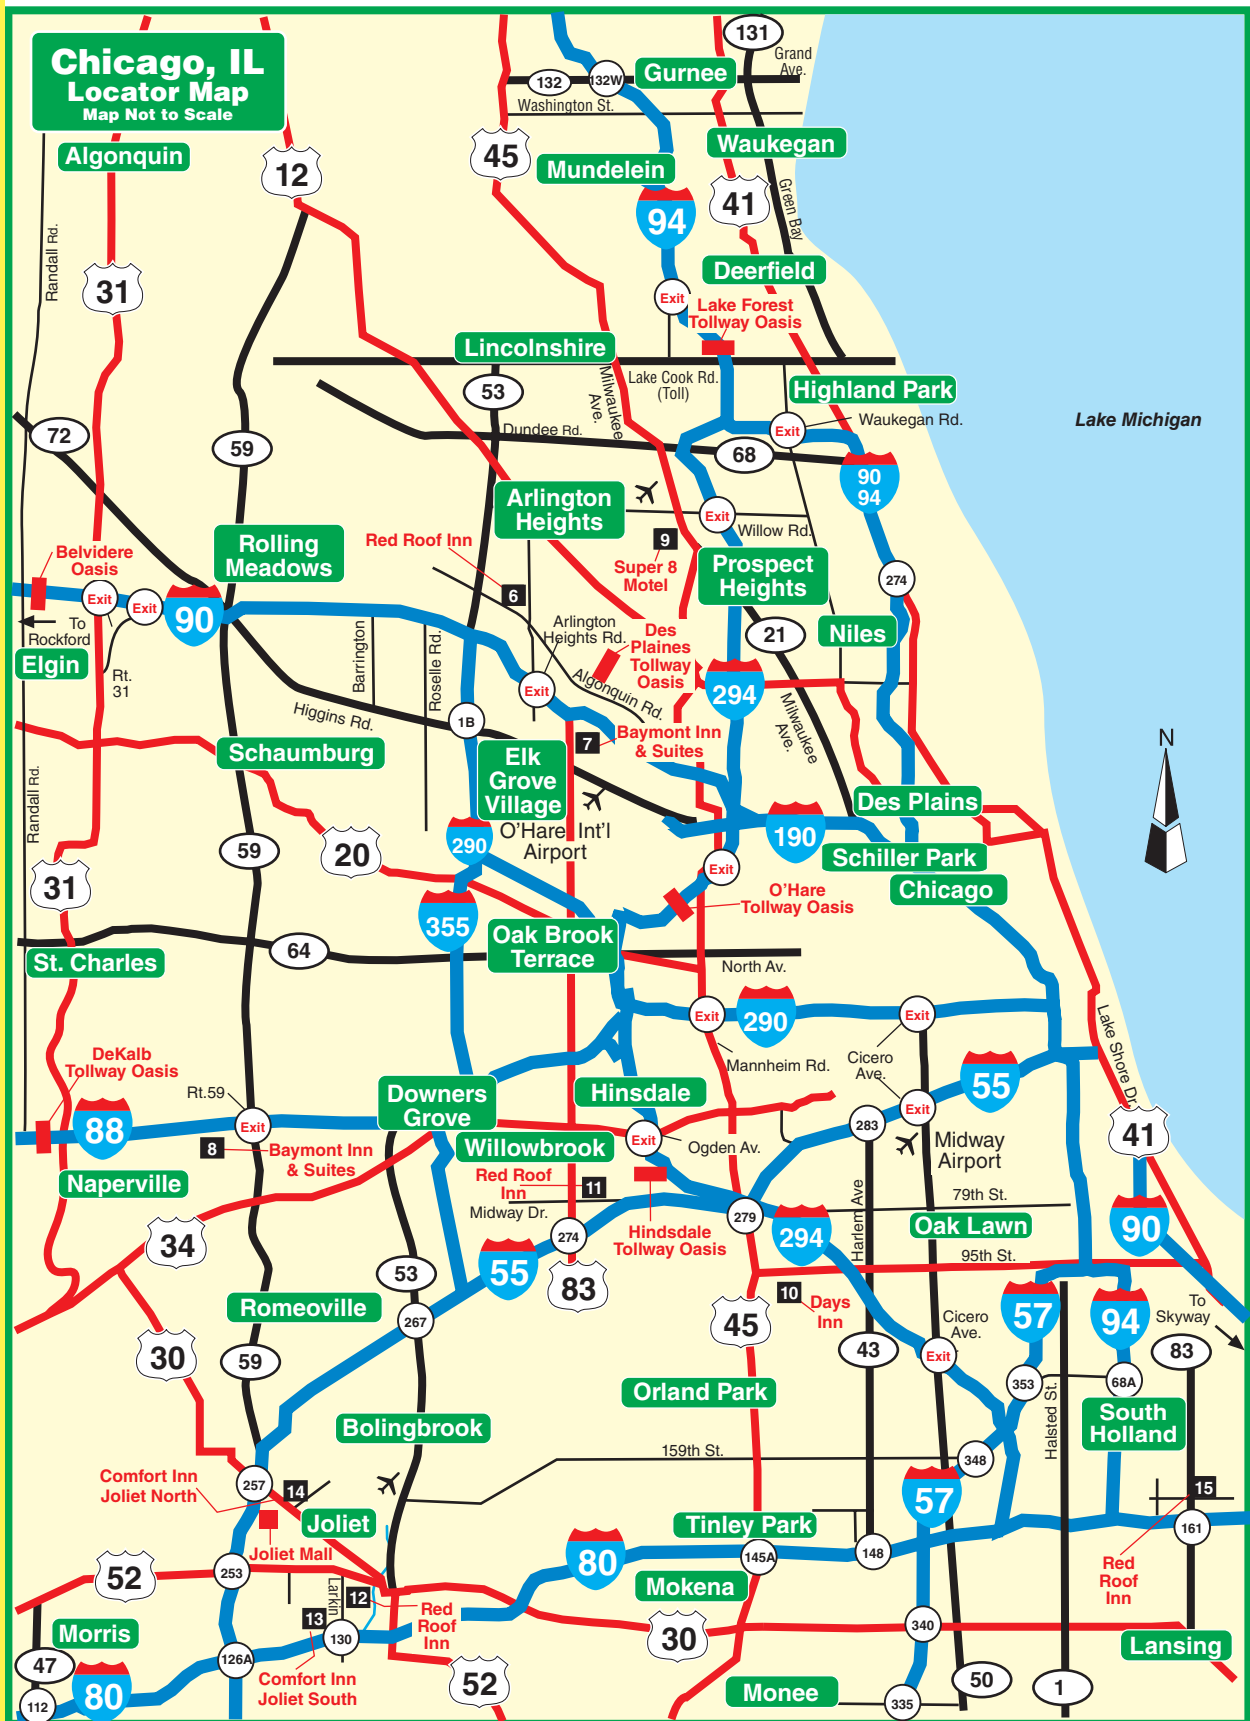 Chicago, IL
Locator Map
Map Not to Scale
131
Grand
Ave.
132
132W
Gurnee
Washington St.
Algonquin
12
45
Mundelein
Waukegan
41
94
Green Bay
Randall Rd.
31
Deerfield
Exit
Lake Forest
Tollway Oasis
Lincolnshire
53
Milwaukee
Ave.
Lake Cook Rd.
(Toll)
Highland Park
Waukegan Rd.
Exit
Lake Michigan
72
59
Dundee Rd.
68
90
94
Arlington
Heights
Exit
Willow Rd.
Rolling
Meadows
Red Roof Inn
9
Super 8
Motel
Prospect
Heights
274
Belvidere
Oasis
Exit
Exit
90
6
To
Rockford
Elgin
Rt.
31
Barrington
Roselle Rd.
Arlington
Heights Rd.
Des
Plaines
Tollway
Oasis
21
Niles
Exit
Algonquin Rd.
294
Higgins Rd.
1B
Milwaukee
Ave.
N
Schaumburg
7
Baymont Inn
& Suites
Elk
Grove
Village
Randall Rd.
Des Plains
190
59
20
290
O'Hare Int'l
Airport
Schiller Park
Exit
31
Chicago
O'Hare
Tollway Oasis
355
64
Oak Brook
Terrace
St. Charles
North Av.
Exit
290
Exit
Lake Shore Dr.
DeKalb
Tollway Oasis
Mannheim Rd.
Cicero
Ave.
55
Rt.59
Downers
Grove
Hinsdale
88
Exit
283
Exit
41
8
Baymont Inn
& Suites
Willowbrook
Exit
Ogden Av.
Midway
Airport
Naperville
Red Roof
Inn
11
Harlem Ave
79th St.
Midway Dr.
279
Oak Lawn
90
34
274
Hindsdale
Tollway Oasis
294
95th St.
55
53
83
10
Days
Inn
Romeoville
267
45
57
94
To
Skyway
Cicero
Ave.
30
59
43
Exit
83
353
68A
Orland Park
Halsted St.
South
Holland
Bolingbrook
159th St.
348
Comfort Inn
Joliet North
257
14
57
15
Joliet
Tinley Park
161
Joliet Mall
52
253
80
145A
148
Red
Roof
Inn
Mokena
Larkin
12
Red
Roof
Inn
13
130
Morris
30
340
Lansing
47
80
126A
Comfort Inn
Joliet South
52
50
1
Monee
112
335